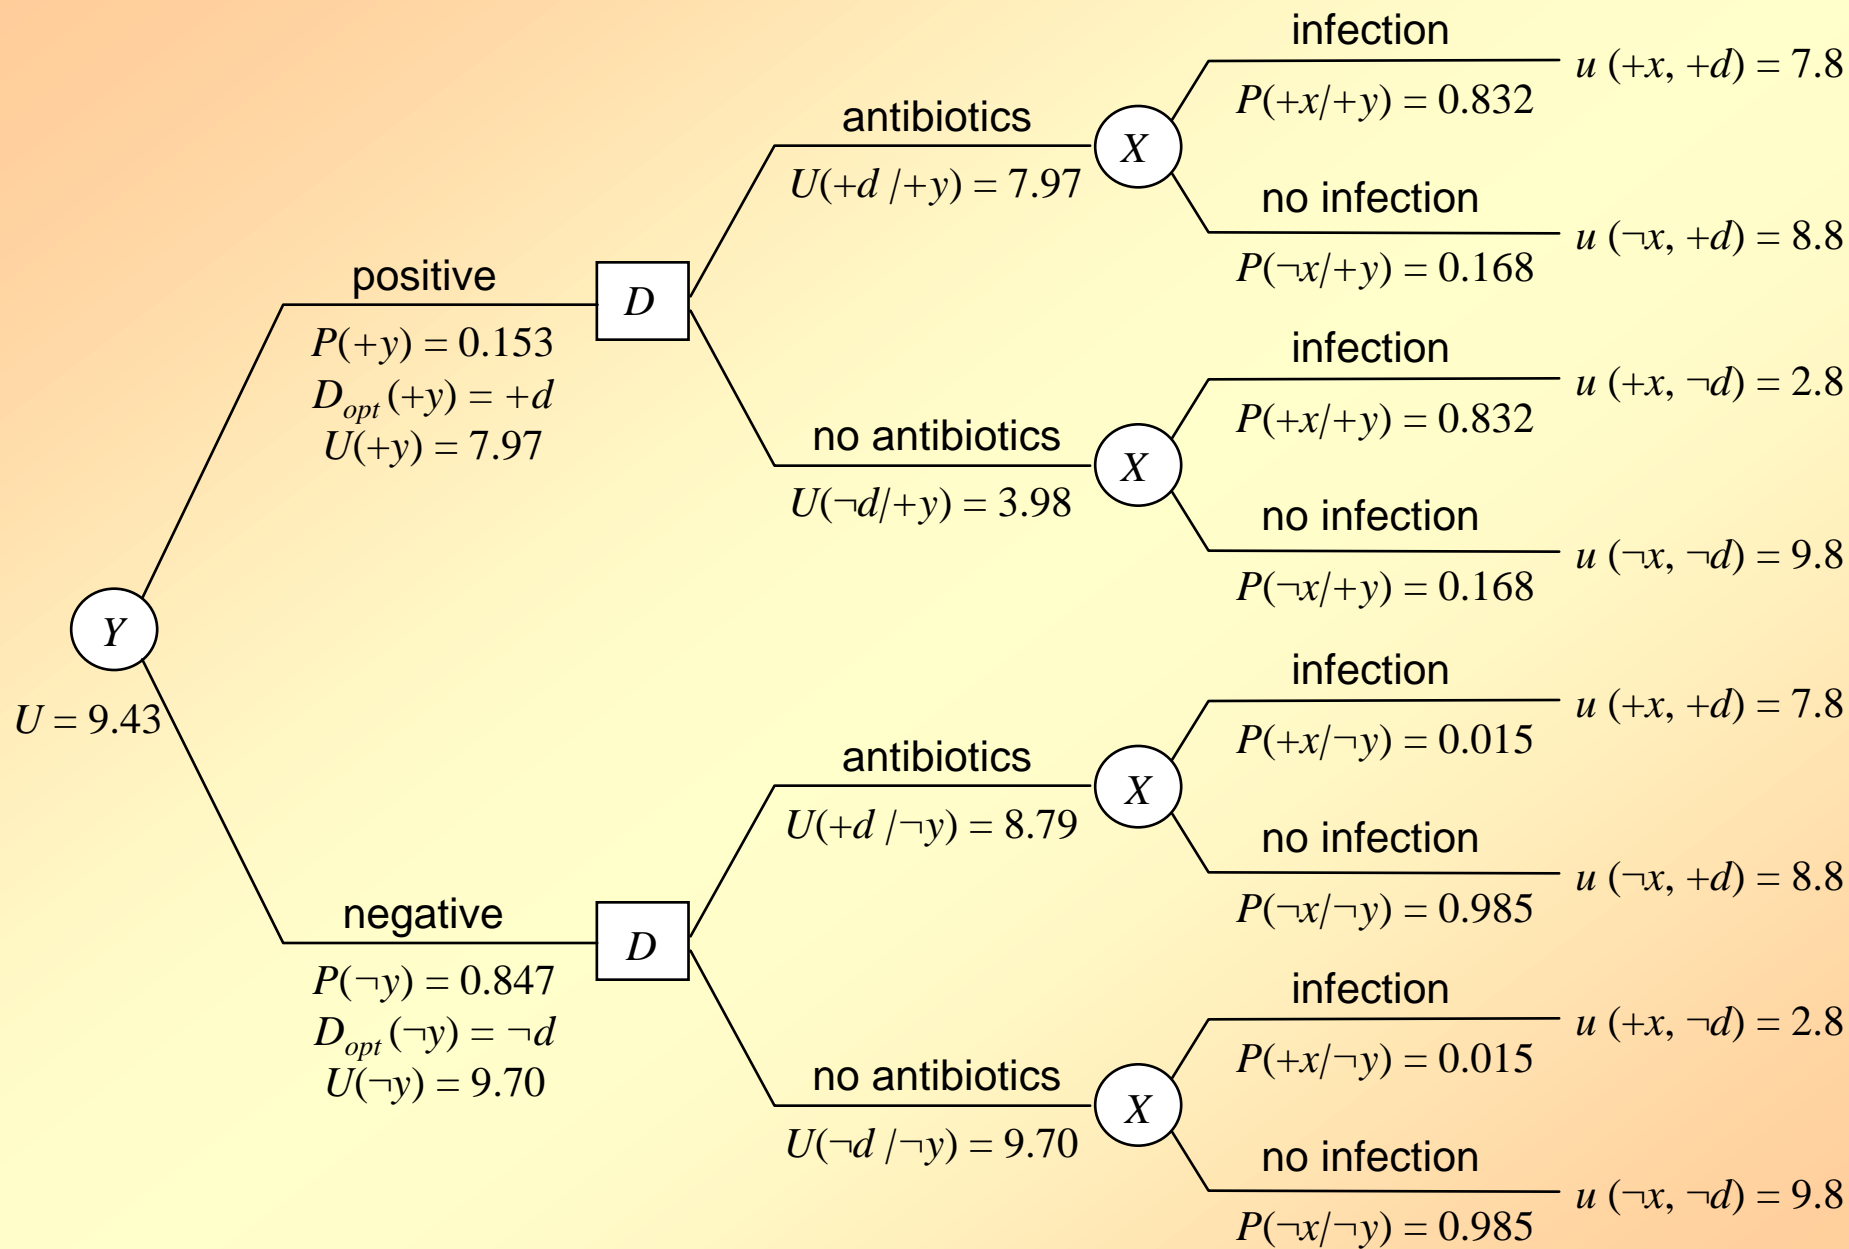 infection
u (+x, +d) = 7.8
P(+x/+y) = 0.832
antibiotics
X
U(+d /+y) = 7.97
no infection
u (¬x, +d) = 8.8
P(¬x/+y) = 0.168
positive
D
P(+y) = 0.153
D_opt (+y) = +d
U(+y) = 7.97
infection
u (+x, ¬d) = 2.8
P(+x/+y) = 0.832
no antibiotics
X
U(¬d/+y) = 3.98
no infection
u (¬x, ¬d) = 9.8
P(¬x/+y) = 0.168
Y
U = 9.43
infection
u (+x, +d) = 7.8
P(+x/¬y) = 0.015
antibiotics
X
U(+d /¬y) = 8.79
no infection
u (¬x, +d) = 8.8
P(¬x/¬y) = 0.985
negative
D
P(¬y) = 0.847
D_opt (¬y) = ¬d
U(¬y) = 9.70
infection
u (+x, ¬d) = 2.8
P(+x/¬y) = 0.015
no antibiotics
X
U(¬d /¬y) = 9.70
no infection
u (¬x, ¬d) = 9.8
P(¬x/¬y) = 0.985